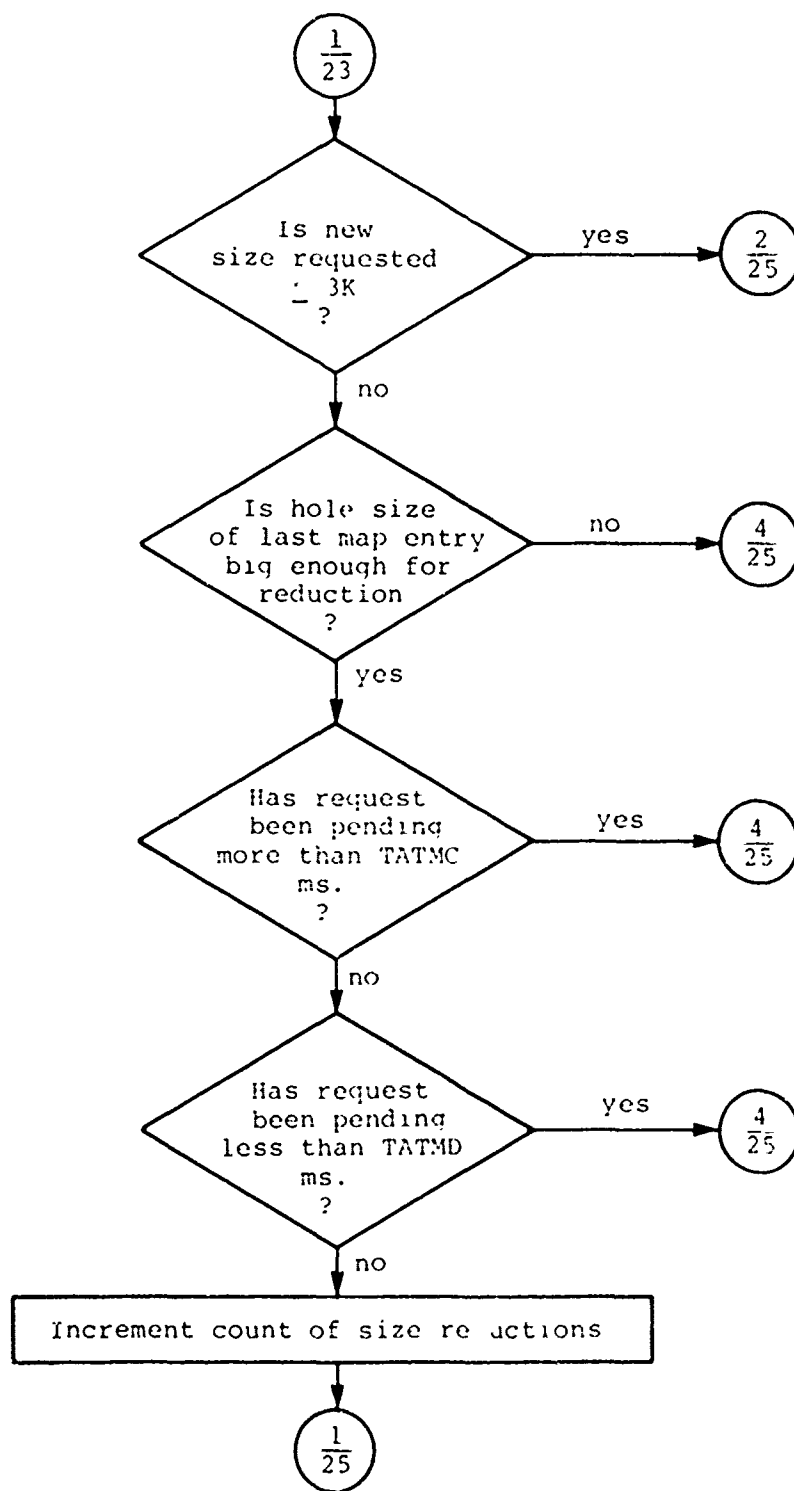 1
23
Is new
size requested
3K
?
yes
2
25
no
Is hole size
of last map entry
big enough for
reduction
?
no
4
25
yes
Has request
been pending
more than TATMC
ms.
?
yes
4
25
no
Has request
been pending
less than TATMD
ms.
?
yes
4
25
no
Increment count of size re uctions
1
25